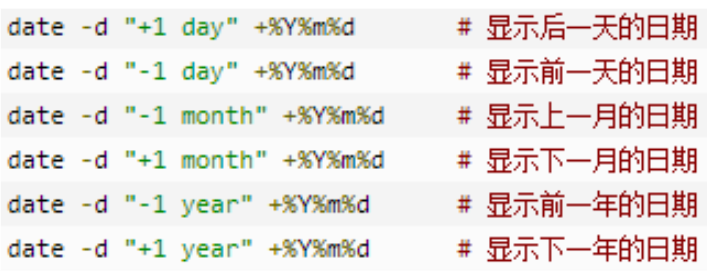 date -d "+1 day" +%Y%m%d # 显示后一天的日期
date -d "-1 day" +%Y%m%d # 显示前一天的日期
date -d "-1 month" +%Y%m%d # 显示上一月的日期
date -d "+1 month" +%Y%m%d # 显示下一月的日期
date -d "-1 year" +%Y%m%d # 显示前一年的日期
date -d "+1 year" +%Y%m%d # 显示下一年的日期